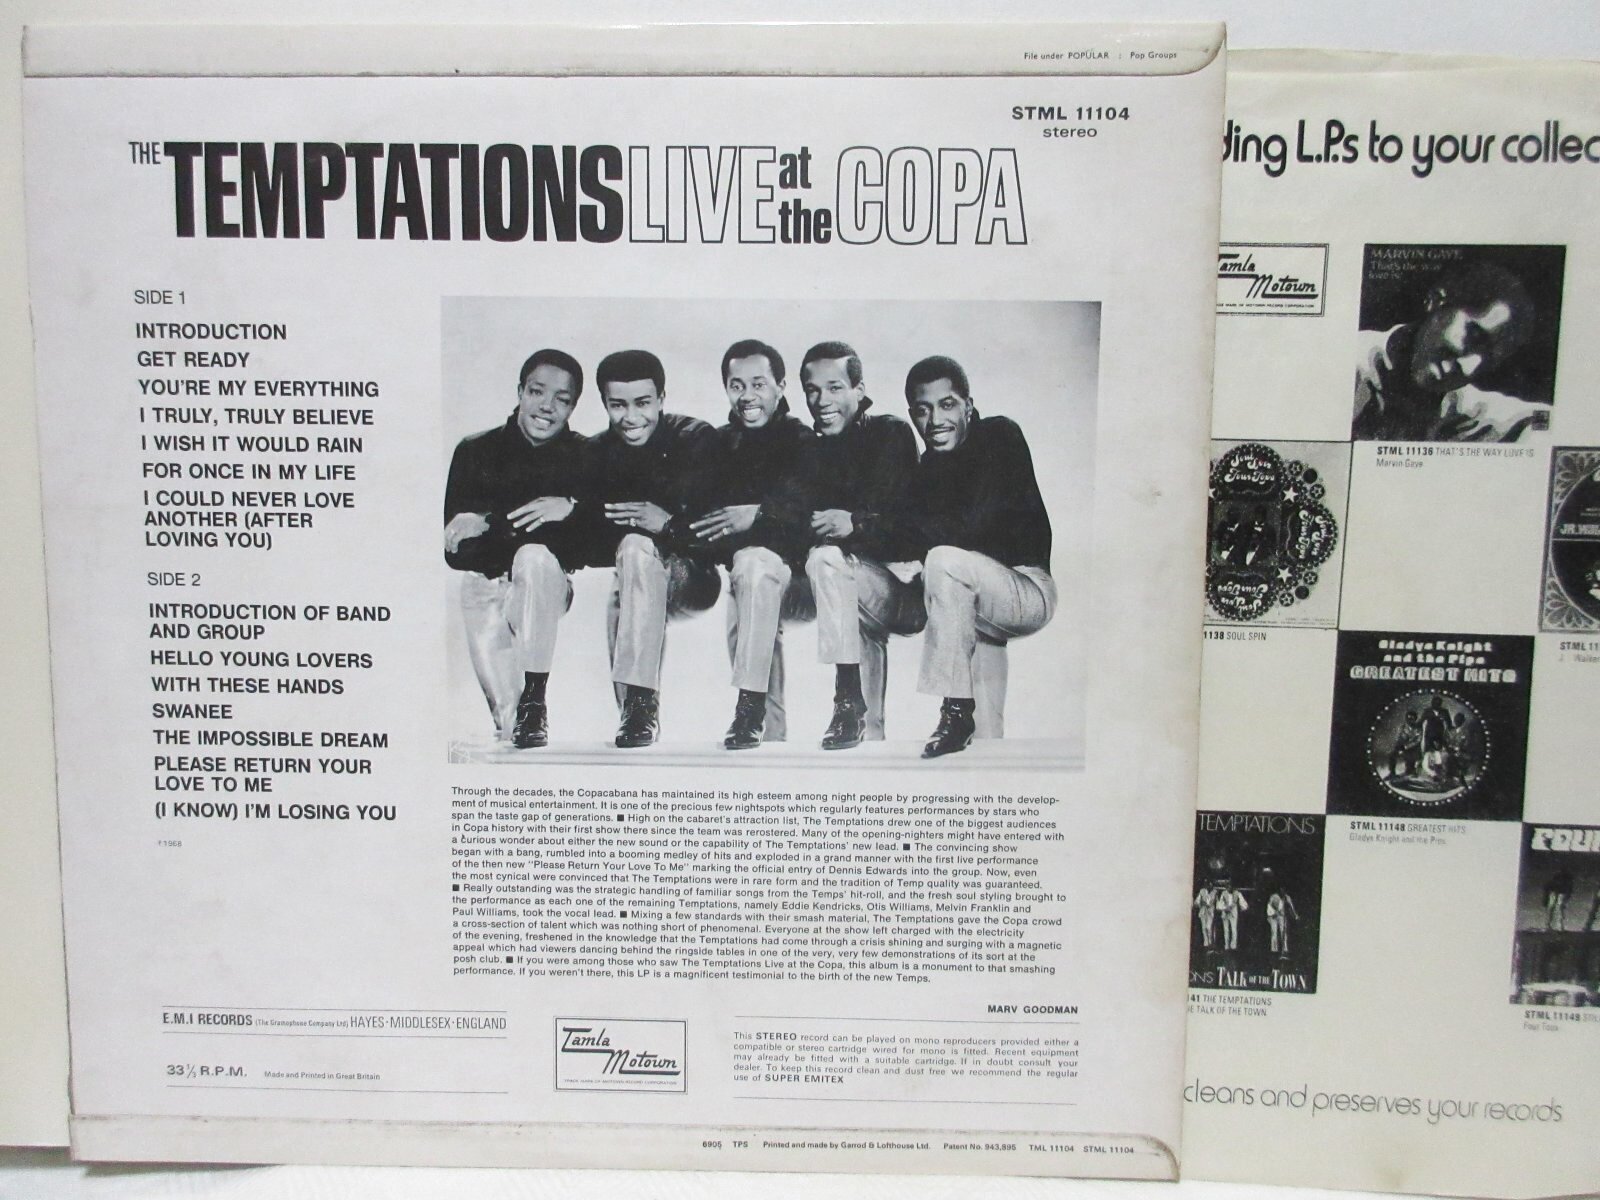 File under POPULAR : Pop Groups
STML 11104
stereo
THE TEMPTATIONS LIVE at the COPA
SIDE 1
INTRODUCTION
GET READY
YOU'RE MY EVERYTHING
I TRULY, TRULY BELIEVE
I WISH IT WOULD RAIN
FOR ONCE IN MY LIFE
I COULD NEVER LOVE
ANOTHER (AFTER
LOVING YOU)
SIDE 2
INTRODUCTION OF BAND
AND GROUP
HELLO YOUNG LOVERS
WITH THESE HANDS
SWANEE
THE IMPOSSIBLE DREAM
PLEASE RETURN YOUR
LOVE TO ME
(I KNOW) I'M LOSING YOU
1968
Through the decades, the Copacabana has maintained its high esteem among night people by progressing with the develop-
ment of musical entertainment. It is one of the precious few nightspots which regularly features performances by stars who
span the taste gap of generations. ■ High on the cabaret's attraction list, The Temptations drew one of the biggest audiences
in Copa history with their first show there since the team was rerostered. Many of the opening-nighters might have entered with
a curious wonder about either the new sound or the capability of The Temptations' new lead. ■ The convincing show
began with a bang, rumbled into a booming medley of hits and exploded in a grand manner with the first live performance
of the then new "Please Return Your Love To Me" marking the official entry of Dennis Edwards into the group. Now, even
the most cynical were convinced that The Temptations were in rare form and the tradition of Temp quality was guaranteed.
■ Really outstanding was the strategic handling of familiar songs from the Temps' hit-roll, and the fresh soul styling brought to
the performance as each one of the remaining Temptations, namely Eddie Kendricks, Otis Williams, Melvin Franklin and
Paul Williams, took the vocal lead. ■ Mixing a few standards with their smash material, The Temptations gave the Copa crowd
a cross-section of talent which was nothing short of phenomenal. Everyone at the show left charged with the electricity
of the evening, freshened in the knowledge that the Temptations had come through a crisis shining and surging with a magnetic
appeal which had viewers dancing behind the ringside tables in one of the very, very few demonstrations of its sort at the
posh club. ■ If you were among those who saw The Temptations Live at the Copa, this album is a monument to that smashing
performance. If you weren't there, this LP is a magnificent testimonial to the birth of the new Temps.
MARV GOODMAN
E.M.I RECORDS (The Gramophone Company Ltd) HAYES·MIDDLESEX·ENGLAND
33⅓ R.P.M. Made and Printed in Great Britain
Tamla
Motown
TRADE MARK OF MOTOWN RECORD CORPORATION
This STEREO record can be played on mono reproducers provided either a
compatible or stereo cartridge wired for mono is fitted. Recent equipment
may already be fitted with a suitable cartridge. If in doubt consult your
dealer. To keep this record clean and dust free we recommend the regular
use of SUPER EMITEX
6905 TPS Printed and made by Garrod & Lofthouse Ltd. Patent No. 943,895 TML 11104 STML 11104
ding L.P.s to your collec
amla
Motown
MARVIN GAYE
That's the way
love is
STML 11136 THAT'S THE WAY LOVE IS
Marvin Gaye
Soul Spin
Four Tops
1138 SOUL SPIN
JR. WAL
STML 11
Gladys Knight
and the Pips
GREATEST HITS
STML 11148 GREATEST HITS
Gladys Knight and the Pips
TEMPTATIONS
ONS TALK OF THE TOWN
141 THE TEMPTATIONS
E TALK OF THE TOWN
FOU
STML 11149
Four Tops
cleans and preserves your records